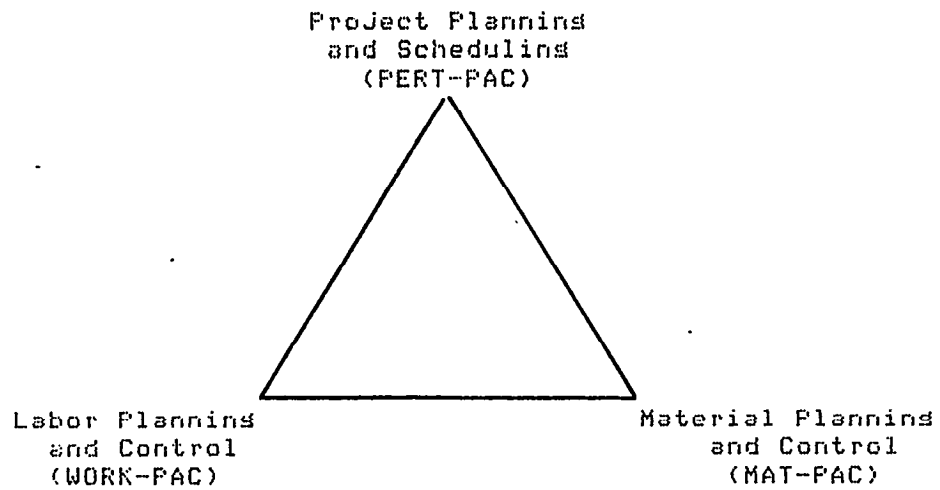 Project Planning
and Scheduling
(PERT-PAC)
Labor Planning
and Control
(WORK-PAC)
Material Planning
and Control
(MAT-PAC)